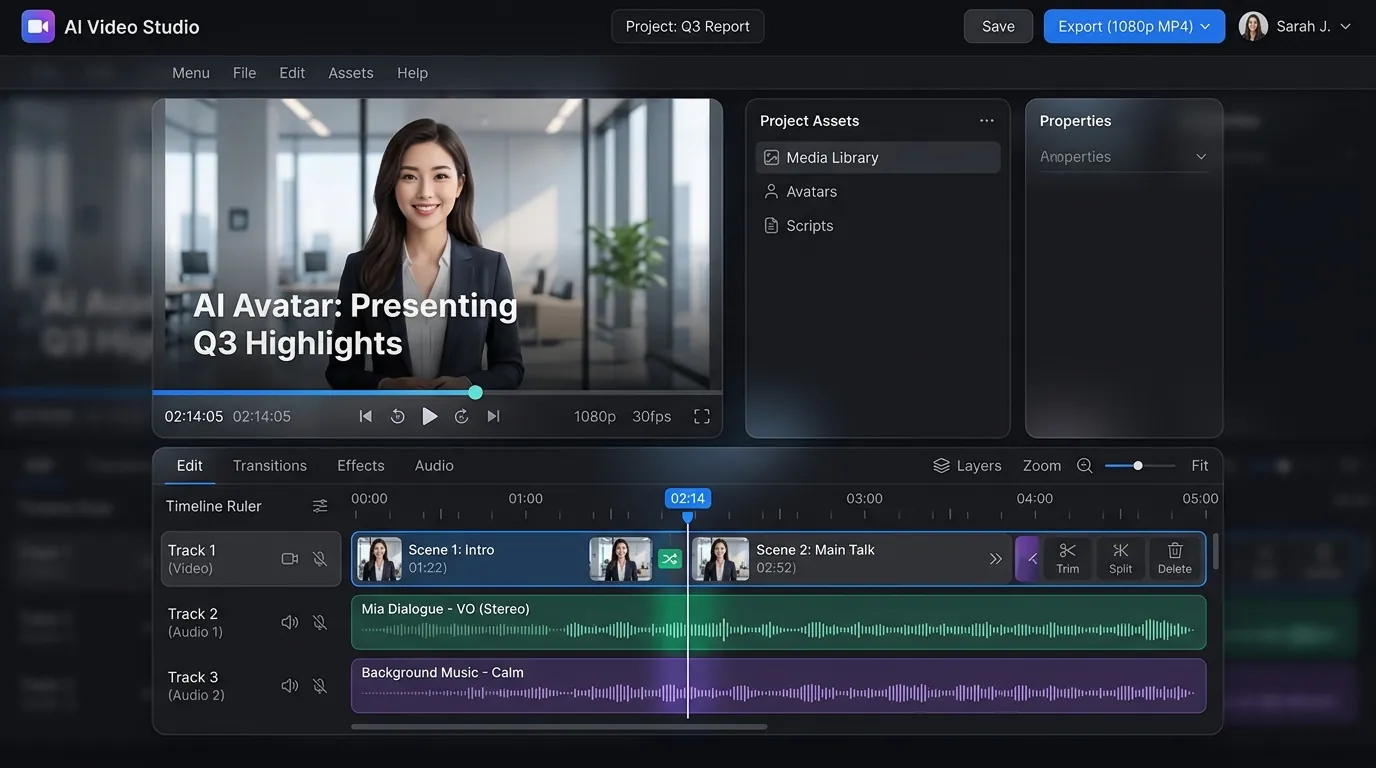 AI Video Studio
Project: Q3 Report
Save
Export (1080p MP4)
Sarah J.
Menu
File
Edit
Assets
Help
AI Avatar: Presenting
Q3 Highlights
02:14:05 02:14:05
1080p
30fps
Project Assets
Media Library
Avatars
Scripts
Properties
Anoperties
Edit
Transitions
Effects
Audio
Layers
Zoom
Fit
Timeline Ruler
00:00
01:00
02:14
03:00
04:00
05:00
Track 1
(Video)
Scene 1: Intro
01:22)
Scene 2: Main Talk
02:52)
Trim
Split
Delete
Track 2
(Audio 1)
Mia Dialogue - VO (Stereo)
Track 3
(Audio 2)
Background Music - Calm